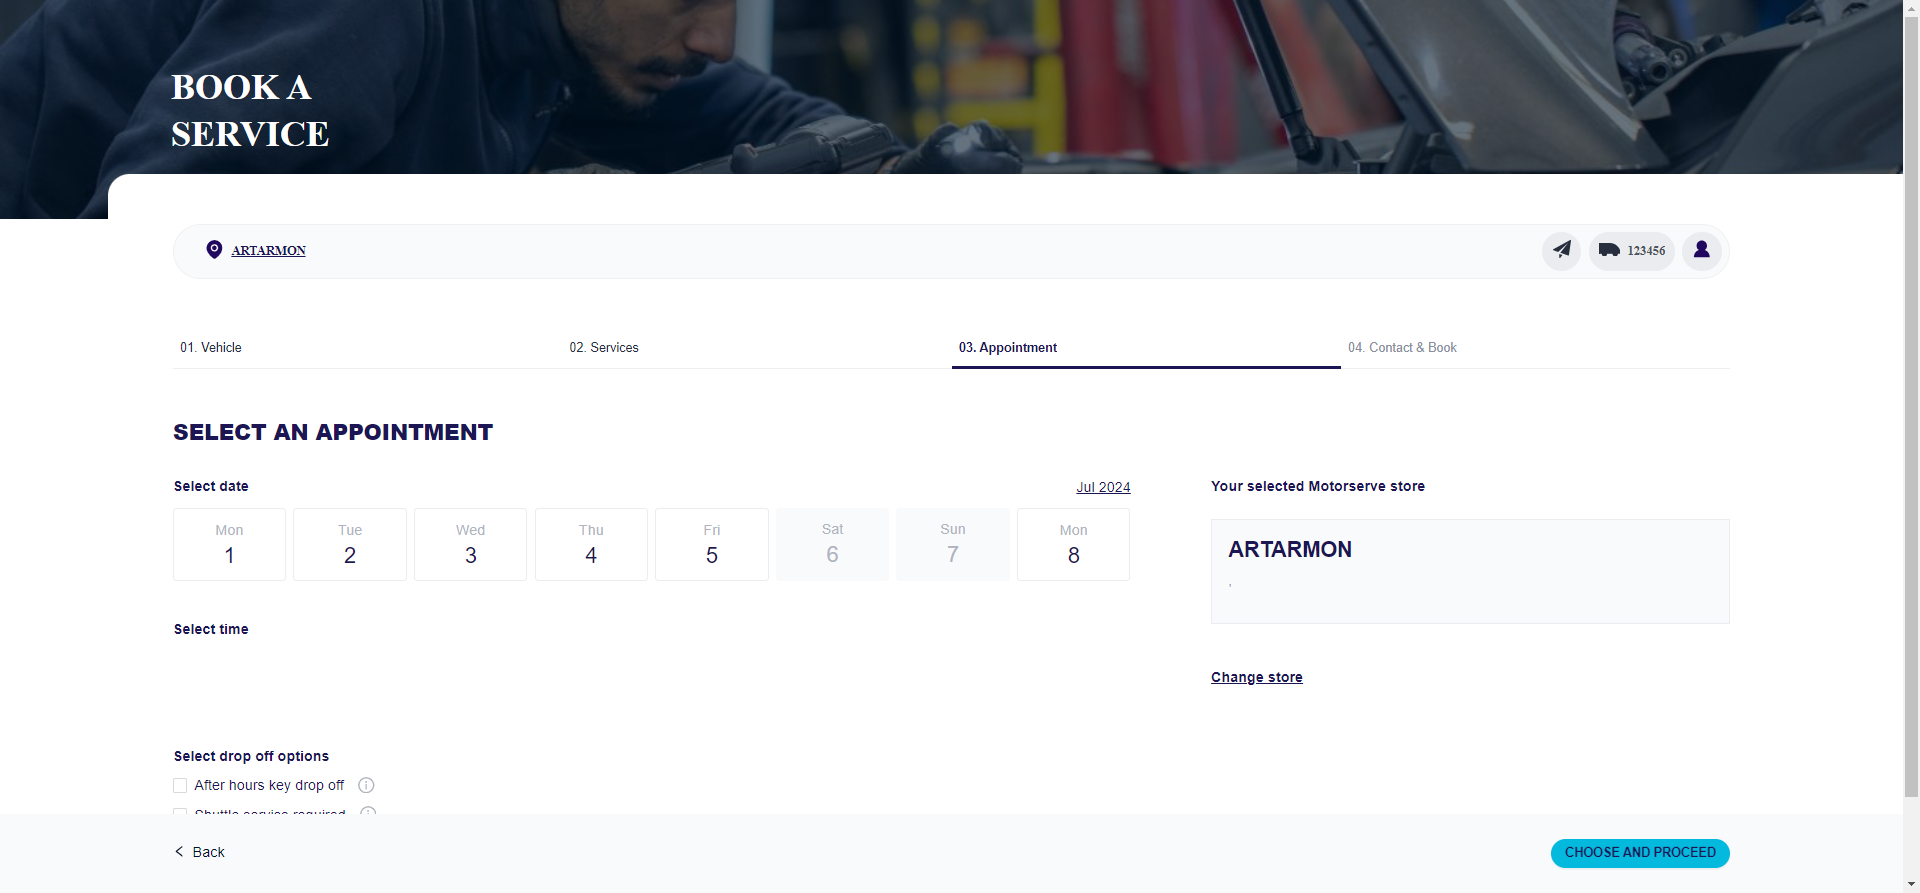 BOOK A
SERVICE
ARTARMON
123456
01. Vehicle
02. Services
03. Appointment
04. Contact & Book
SELECT AN APPOINTMENT
Select date
Jul 2024
Your selected Motorserve store
Mon
Tue
Wed
Thu
Fri
Sat
Sun
Mon
1
2
3
4
5
6
7
8
ARTARMON
,
Select time
Change store
Select drop off options
After hours key drop off
Shuttle service required
Back
CHOOSE AND PROCEED